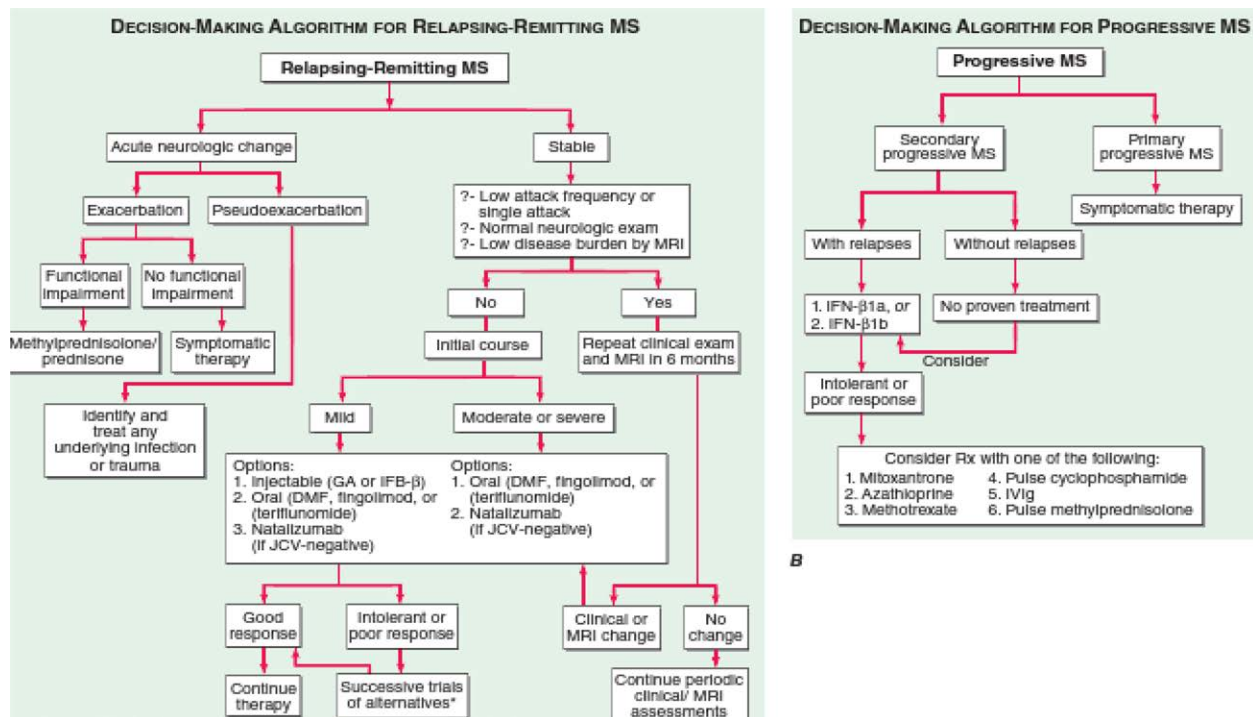 DECISION-MAKING ALGORITHM FOR RELAPSING-REMITTING MS
Relapsing-Remitting MS
Acute neurologic change
Stable
Exacerbation
Pseudoexacerbation
?- Low attack frequency or
single attack
?- Normal neurologic exam
?- Low disease burden by MRI
Functional
impairment
No functional
impairment
No
Yes
Methylprednisolone/
prednisone
Symptomatic
therapy
Initial course
Repeat clinical exam
and MRI in 6 months
Identify and
treat any
underlying infection
or trauma
Mild
Moderate or severe
Options:
1. Injectable (GA or IFB-β)
2. Oral (DMF, fingolimod, or
(teriflunomide)
3. Natalizumab
(If JCV-negative)
Options:
1. Oral (DMF, fingolimod, or
(teriflunomide)
2. Natalizumab
(If JCV-negative)
Good
response
Intolerant or
poor response
Clinical or
MRI change
No
change
Continue
therapy
Successive trials
of alternatives*
Continue periodic
clinical/ MRI
assessments
DECISION-MAKING ALGORITHM FOR PROGRESSIVE MS
Progressive MS
Secondary
progressive MS
Primary
progressive MS
Symptomatic therapy
With relapses
Without relapses
1. IFN-β1a, or
2. IFN-β1b
No proven treatment
Consider
Intolerant or
poor response
Consider Rx with one of the following:
1. Mitoxantrone 4. Pulse cyclophosphamide
2. Azathioprine 5. IVIg
3. Methotrexate 6. Pulse methylprednisolone
B